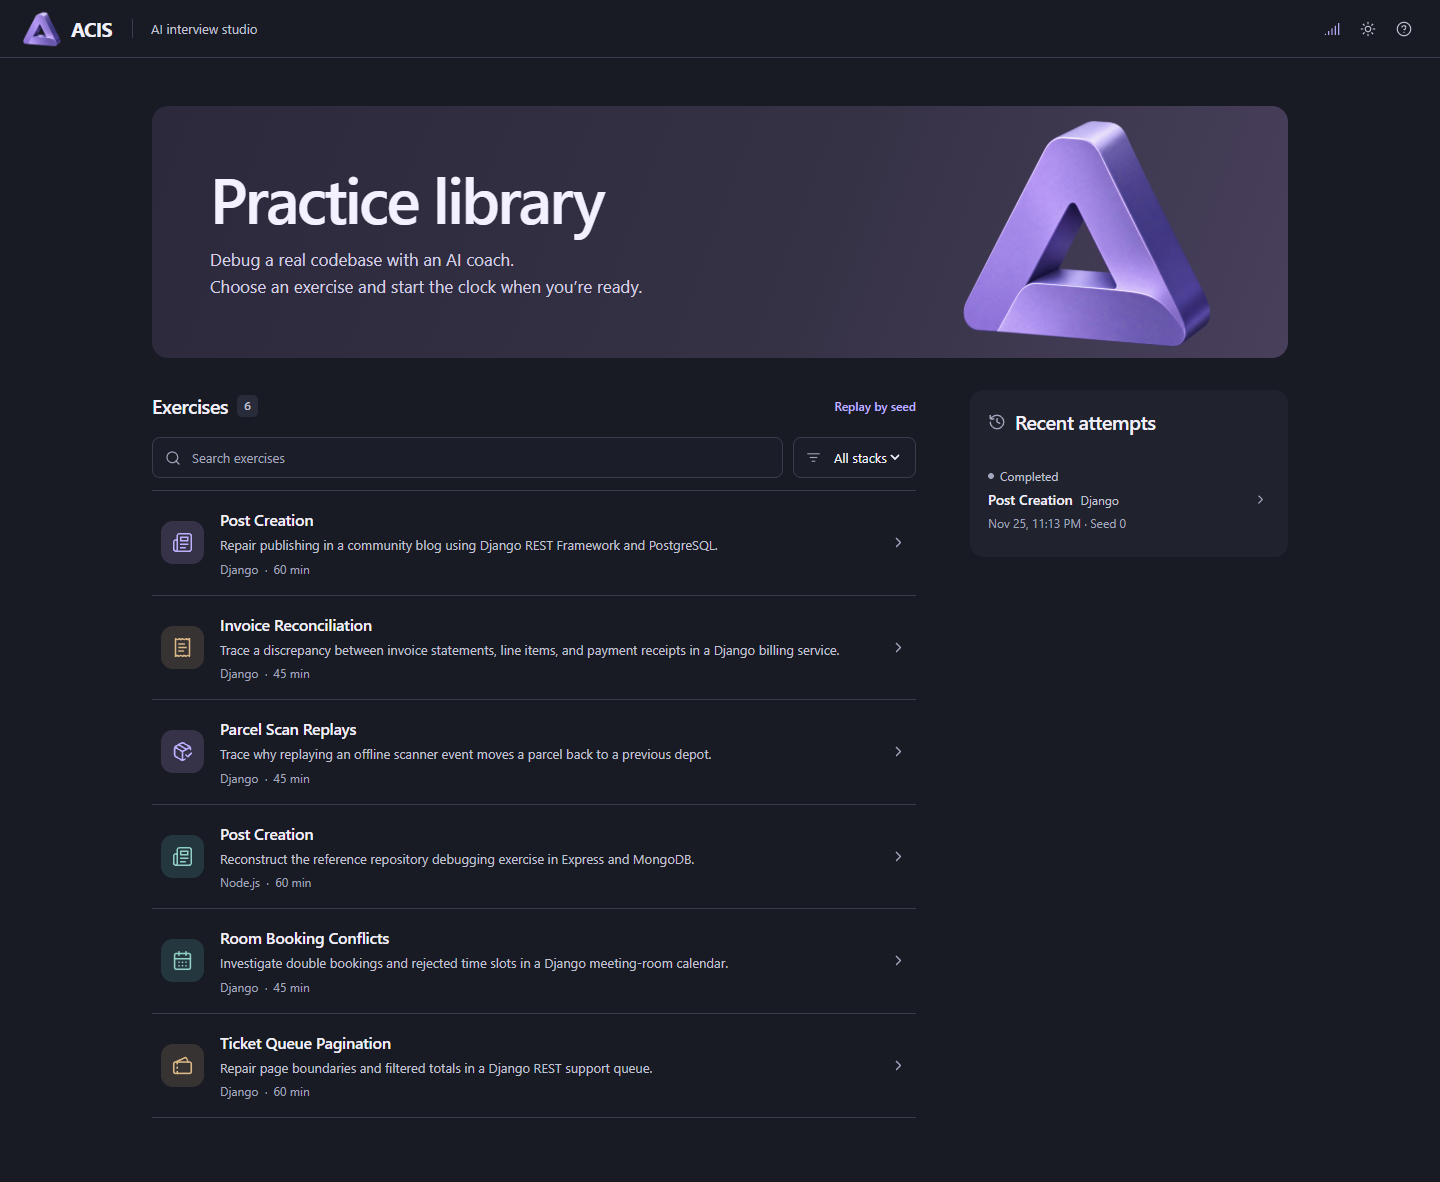 ACIS
AI interview studio
Practice library
Debug a real codebase with an AI coach.
Choose an exercise and start the clock when you’re ready.
Exercises 6
Replay by seed
Search exercises
All stacks
Post Creation
Repair publishing in a community blog using Django REST Framework and PostgreSQL.
Django · 60 min
Invoice Reconciliation
Trace a discrepancy between invoice statements, line items, and payment receipts in a Django billing service.
Django · 45 min
Parcel Scan Replays
Trace why replaying an offline scanner event moves a parcel back to a previous depot.
Django · 45 min
Post Creation
Reconstruct the reference repository debugging exercise in Express and MongoDB.
Node.js · 60 min
Room Booking Conflicts
Investigate double bookings and rejected time slots in a Django meeting-room calendar.
Django · 45 min
Ticket Queue Pagination
Repair page boundaries and filtered totals in a Django REST support queue.
Django · 60 min
Recent attempts
Completed
Post Creation Django
Nov 25, 11:13 PM · Seed 0